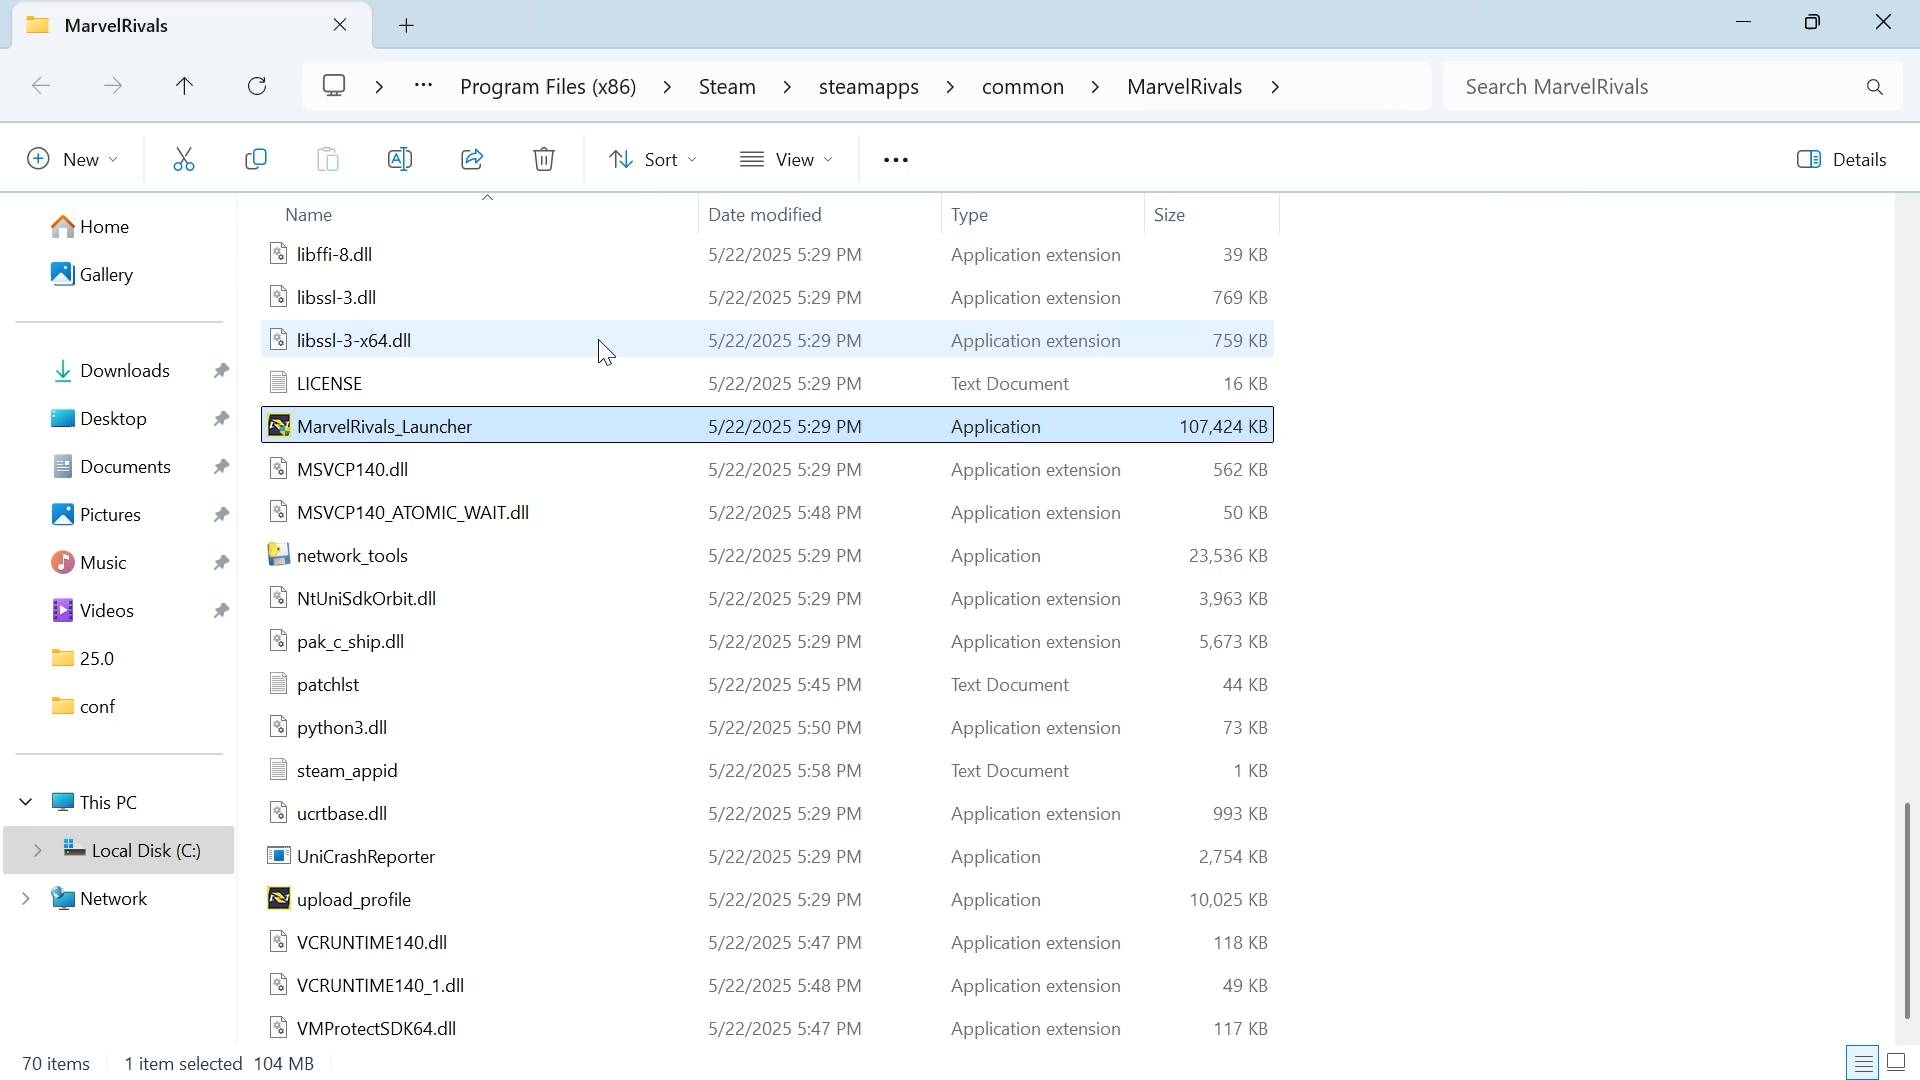 MarvelRivals
Program Files (x86) Steam steamapps common MarvelRivals
Search MarvelRivals
New Sort View Details
Home
Gallery
Downloads
Desktop
Documents
Pictures
Music
Videos
25.0
conf
This PC
Local Disk (C:)
Network
Name Date modified Type Size
libffi-8.dll 5/22/2025 5:29 PM Application extension 39 KB
libssl-3.dll 5/22/2025 5:29 PM Application extension 769 KB
libssl-3-x64.dll 5/22/2025 5:29 PM Application extension 759 KB
LICENSE 5/22/2025 5:29 PM Text Document 16 KB
MarvelRivals_Launcher 5/22/2025 5:29 PM Application 107,424 KB
MSVCP140.dll 5/22/2025 5:29 PM Application extension 562 KB
MSVCP140_ATOMIC_WAIT.dll 5/22/2025 5:48 PM Application extension 50 KB
network_tools 5/22/2025 5:29 PM Application 23,536 KB
NtUniSdkOrbit.dll 5/22/2025 5:29 PM Application extension 3,963 KB
pak_c_ship.dll 5/22/2025 5:29 PM Application extension 5,673 KB
patchlst 5/22/2025 5:45 PM Text Document 44 KB
python3.dll 5/22/2025 5:50 PM Application extension 73 KB
steam_appid 5/22/2025 5:58 PM Text Document 1 KB
ucrtbase.dll 5/22/2025 5:29 PM Application extension 993 KB
UniCrashReporter 5/22/2025 5:29 PM Application 2,754 KB
upload_profile 5/22/2025 5:29 PM Application 10,025 KB
VCRUNTIME140.dll 5/22/2025 5:47 PM Application extension 118 KB
VCRUNTIME140_1.dll 5/22/2025 5:48 PM Application extension 49 KB
VMProtectSDK64.dll 5/22/2025 5:47 PM Application extension 117 KB
70 items 1 item selected 104 MB